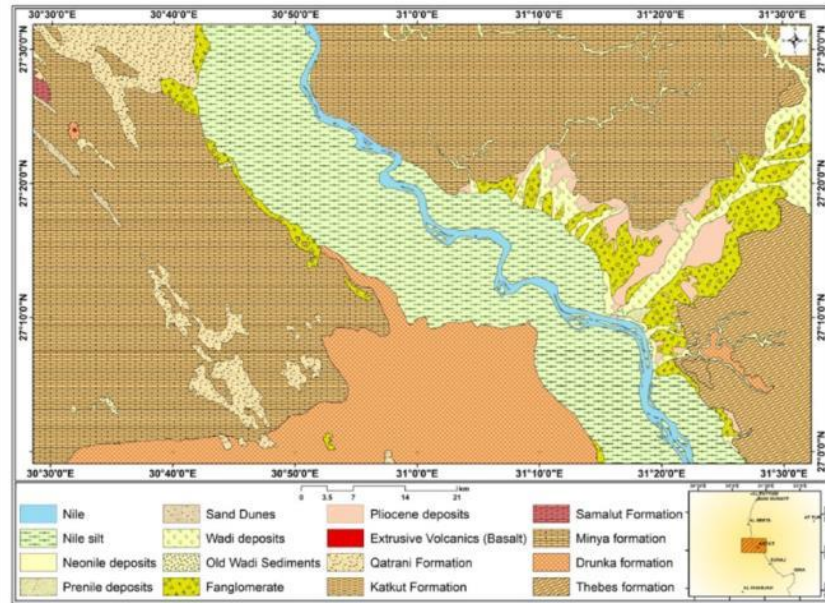 30°30'0"E 30°40'0"E 30°50'0"E 31°0'0"E 31°10'0"E 31°20'0"E 31°30'0"E
27°30'0"N 27°30'0"N
27°20'0"N 27°20'0"N
27°10'0"N 27°10'0"N
27°0'0"N 27°0'0"N
30°30'0"E 30°40'0"E 30°50'0"E 31°0'0"E 31°10'0"E 31°20'0"E 31°30'0"E
km
0 3.5 7 14 21
Nile
Nile silt
Neonile deposits
Prenile deposits
Sand Dunes
Wadi deposits
Old Wadi Sediments
Fanglomerate
Pliocene deposits
Extrusive Volcanics (Basalt)
Qatrani Formation
Katkut Formation
Samalut Formation
Minya formation
Drunka formation
Thebes formation